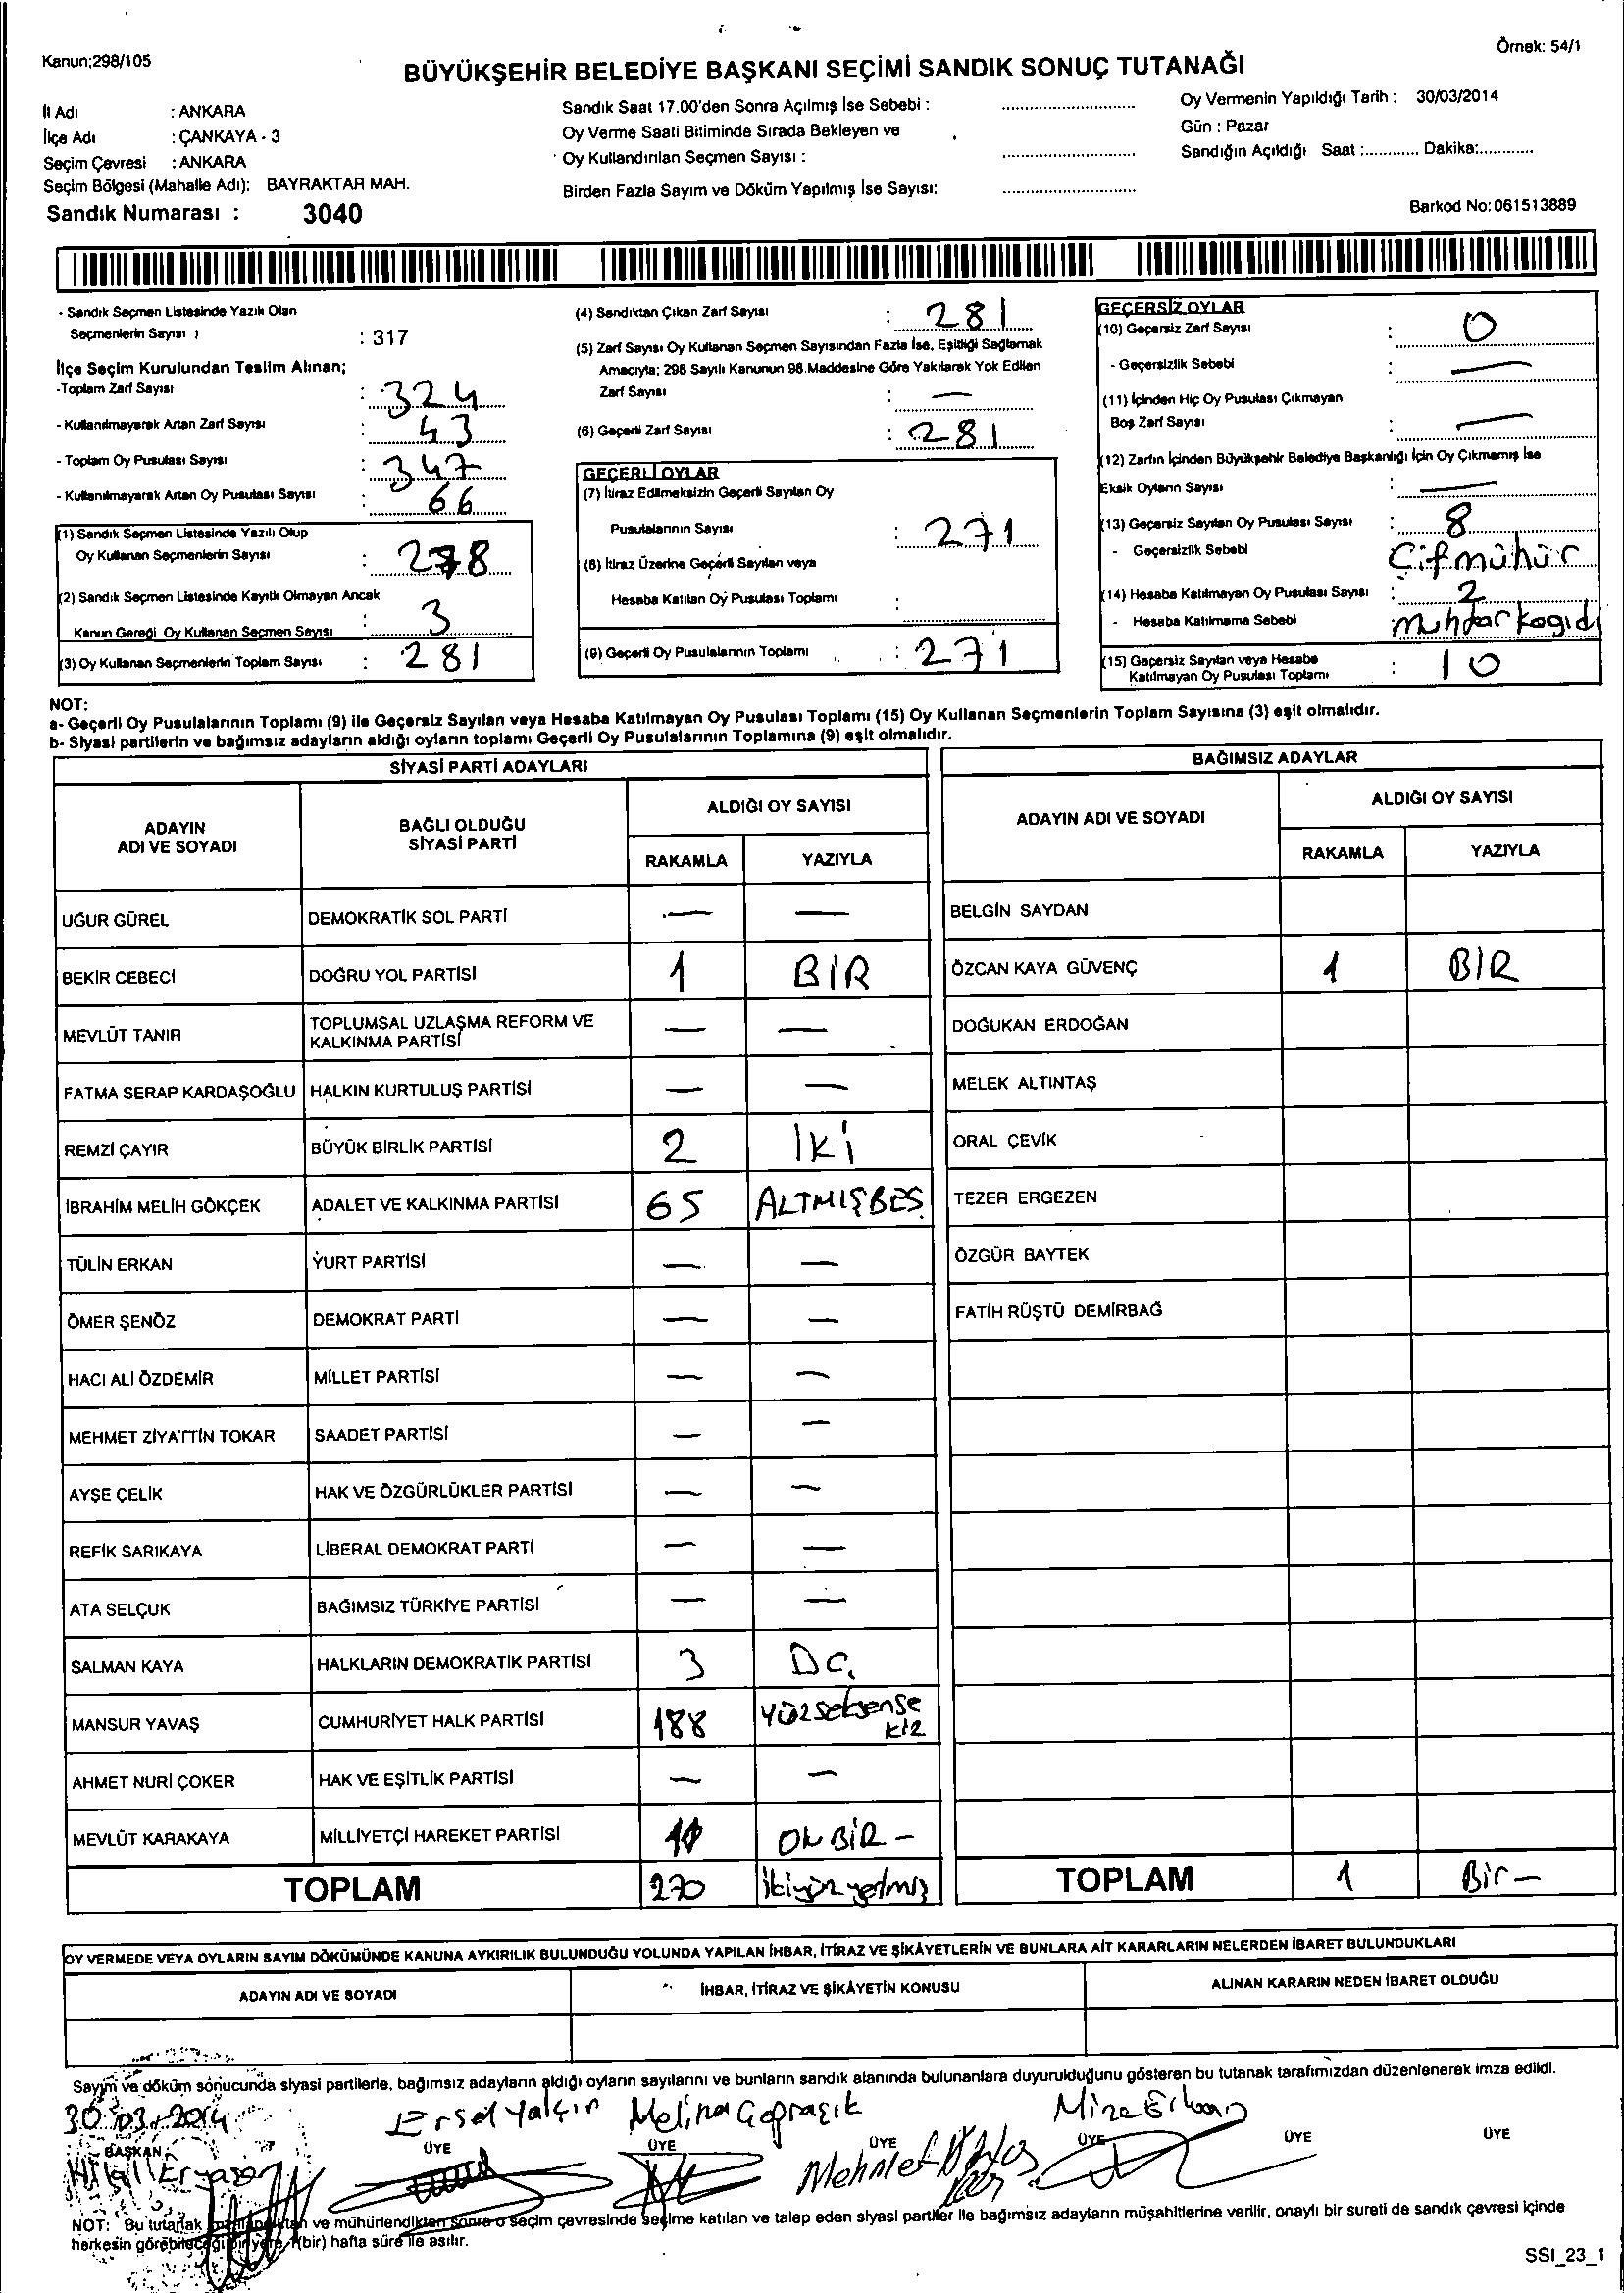 Kanun;298/105
Örnek: 54/1
BÜYÜKŞEHİR BELEDİYE BAŞKANI SEÇİMİ SANDIK SONUÇ TUTANAĞI
İl Adı : ANKARA
İlçe Adı : ÇANKAYA - 3
Seçim Çevresi : ANKARA
Seçim Bölgesi (Mahalle Adı): BAYRAKTAR MAH.
Sandık Numarası : 3040
Sandık Saat 17.00'den Sonra Açılmış İse Sebebi :
Oy Verme Saati Bitiminde Sırada Bekleyen ve
Oy Kullandırılan Seçmen Sayısı :
Birden Fazla Sayım ve Döküm Yapılmış İse Sayısı:
Oy Vermenin Yapıldığı Tarih : 30/03/2014
Gün : Pazar
Sandığın Açıldığı Saat :............ Dakika:............
Barkod No:061513889
- Sandık Seçmen Listesinde Yazılı Olan
Seçmenlerin Sayısı : 317
İlçe Seçim Kurulundan Teslim Alınan;
-Toplam Zarf Sayısı : 324
- Kullanılmayarak Artan Zarf Sayısı : 43
- Toplam Oy Pusulası Sayısı : 347
- Kullanılmayarak Artan Oy Pusulası Sayısı : 66
(1) Sandık Seçmen Listesinde Yazılı Olup
Oy Kullanan Seçmenlerin Sayısı : 278
(2) Sandık Seçmen Listesinde Kayıtlı Olmayan Ancak
Kanun Gereği Oy Kullanan Seçmen Sayısı : 3
(3) Oy Kullanan Seçmenlerin Toplam Sayısı : 281
(4) Sandıktan Çıkan Zarf Sayısı : 281
(5) Zarf Sayısı Oy Kullanan Seçmen Sayısından Fazla İse, Eşitliği Sağlamak
Amacıyla; 298 Sayılı Kanunun 98.Maddesine Göre Yakılarak Yok Edilen
Zarf Sayısı : —
(6) Geçerli Zarf Sayısı : 281
GEÇERLİ OYLAR
(7) İtiraz Edilmeksizin Geçerli Sayılan Oy
Pusulalarının Sayısı : 271
(8) İtiraz Üzerine Geçerli Sayılan veya
Hesaba Katılan Oy Pusulası Toplamı :
(9) Geçerli Oy Pusulalarının Toplamı : 271
GEÇERSİZ OYLAR
(10) Geçersiz Zarf Sayısı : 0
- Geçersizlik Sebebi : —
(11) İçinden Hiç Oy Pusulası Çıkmayan
Boş Zarf Sayısı : —
(12) Zarfın İçinden Büyükşehir Belediye Başkanlığı İçin Oy Çıkmamış İse
Eksik Oyların Sayısı : —
(13) Geçersiz Sayılan Oy Pusulası Sayısı : 8
- Geçersizlik Sebebi Çifmühür
(14) Hesaba Katılmayan Oy Pusulası Sayısı : 2
- Hesaba Katılmama Sebebi muhtar kagıdı
(15) Geçersiz Sayılan veya Hesaba
Katılmayan Oy Pusulası Toplamı : 10
NOT:
a- Geçerli Oy Pusulalarının Toplamı (9) ile Geçersiz Sayılan veya Hesaba Katılmayan Oy Pusulası Toplamı (15) Oy Kullanan Seçmenlerin Toplam Sayısına (3) eşit olmalıdır.
b- Siyasi partilerin ve bağımsız adayların aldığı oyların toplamı Geçerli Oy Pusulalarının Toplamına (9) eşit olmalıdır.
SİYASİ PARTİ ADAYLARI
ADAYIN
ADI VE SOYADI
BAĞLI OLDUĞU
SİYASİ PARTİ
ALDIĞI OY SAYISI
RAKAMLA YAZIYLA
UĞUR GÜREL DEMOKRATİK SOL PARTİ — —
BEKİR CEBECİ DOĞRU YOL PARTİSİ 1 BİR
MEVLÜT TANIR TOPLUMSAL UZLAŞMA REFORM VE
KALKINMA PARTİSİ — —
FATMA SERAP KARDAŞOĞLU HALKIN KURTULUŞ PARTİSİ — —
REMZİ ÇAYIR BÜYÜK BİRLİK PARTİSİ 2 İki
İBRAHİM MELİH GÖKÇEK ADALET VE KALKINMA PARTİSİ 65 ALTMIŞBEŞ
TÜLİN ERKAN YURT PARTİSİ — —
ÖMER ŞENÖZ DEMOKRAT PARTİ — —
HACI ALİ ÖZDEMİR MİLLET PARTİSİ — —
MEHMET ZİYATTİN TOKAR SAADET PARTİSİ — —
AYŞE ÇELİK HAK VE ÖZGÜRLÜKLER PARTİSİ — —
REFİK SARIKAYA LİBERAL DEMOKRAT PARTİ — —
ATA SELÇUK BAĞIMSIZ TÜRKİYE PARTİSİ — —
SALMAN KAYA HALKLARIN DEMOKRATİK PARTİSİ 3
MANSUR YAVAŞ CUMHURİYET HALK PARTİSİ 188 yüzseksense
kiz
AHMET NURİ ÇOKER HAK VE EŞİTLİK PARTİSİ — —
MEVLÜT KARAKAYA MİLLİYETÇİ HAREKET PARTİSİ 11 ON BİR —
TOPLAM 270 ikiyüz yetmiş
BAĞIMSIZ ADAYLAR
ADAYIN ADI VE SOYADI
ALDIĞI OY SAYISI
RAKAMLA YAZIYLA
BELGİN SAYDAN
ÖZCAN KAYA GÜVENÇ 1 BİR
DOĞUKAN ERDOĞAN
MELEK ALTINTAŞ
ORAL ÇEVİK
TEZER ERGEZEN
ÖZGÜR BAYTEK
FATİH RÜŞTÜ DEMİRBAĞ
TOPLAM 1 Bir —
OY VERMEDE VEYA OYLARIN SAYIM DÖKÜMÜNDE KANUNA AYKIRILIK BULUNDUĞU YOLUNDA YAPILAN İHBAR, İTİRAZ VE ŞİKÂYETLERİN VE BUNLARA AİT KARARLARIN NELERDEN İBARET BULUNDUKLARI
ADAYIN ADI VE SOYADI İHBAR, İTİRAZ VE ŞİKÂYETİN KONUSU ALINAN KARARIN NEDEN İBARET OLDUĞU
Sayım ve döküm sonucunda siyasi partilerle, bağımsız adayların aldığı oyların sayılarını ve bunların sandık alanında bulunanlara duyurulduğunu gösteren bu tutanak tarafımızdan düzenlenerek imza edildi.
30.03.2014 Ersel Yalçın Melina
BAŞKAN ÜYE ÜYE ÜYE ÜYE ÜYE ÜYE
Mehmet
NOT: Bu tutanak ve mühürlendikten sonra o seçim çevresinde seçime katılan ve talep eden siyasi partiler ile bağımsız adayların müşahitlerine verilir, onaylı bir sureti de sandık çevresi içinde
herkesin görebileceği bir yere 1(bir) hafta süre ile asılır.
SSI_23_1